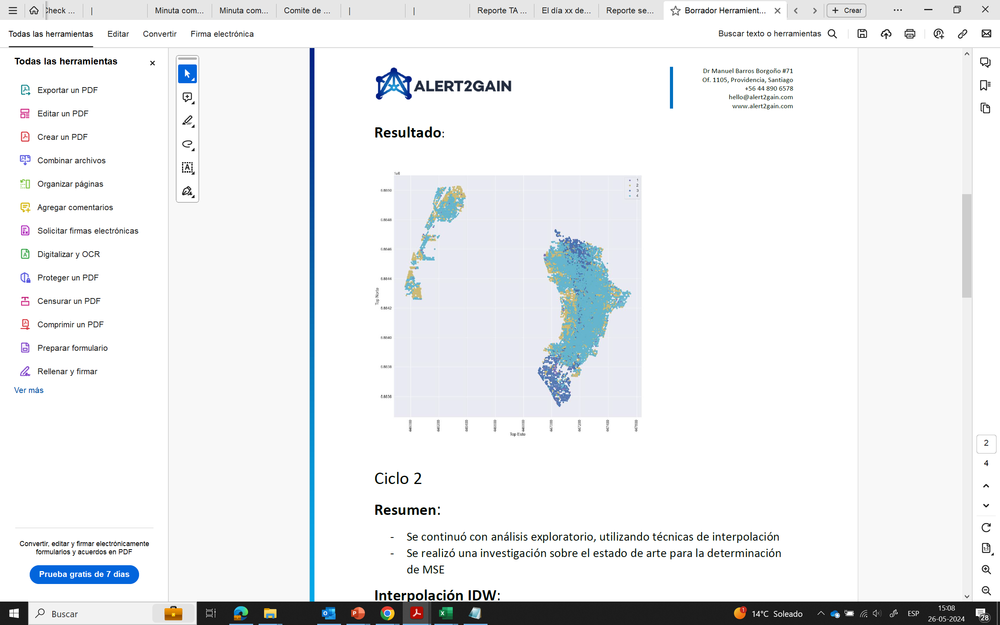 Check ...
Minuta com...
Minuta com...
Comite de ...
Reporte TA ...
El día xx de...
Reporte se...
Borrador Herramient...
Crear
Todas las herramientas
Editar
Convertir
Firma electrónica
Buscar texto o herramientas
Todas las herramientas
Exportar un PDF
Editar un PDF
Crear un PDF
Combinar archivos
Organizar páginas
Agregar comentarios
Solicitar firmas electrónicas
Digitalizar y OCR
Proteger un PDF
Censurar un PDF
Comprimir un PDF
Preparar formulario
Rellenar y firmar
Ver más
Convertir, editar y firmar electrónicamente
formularios y acuerdos en PDF
Prueba gratis de 7 días
ALERT2GAIN
Dr Manuel Barros Borgoño #71
Of. 1105, Providencia, Santiago
+56 44 890 6578
hello@alert2gain.com
www.alert2gain.com
Resultado:
1e6
1
2
3
4
6.8850
6.8848
6.8846
6.8844
6.8842
6.8840
6.8838
6.8836
Top Norte
446000
446200
446400
446600
446800
447000
447200
447400
447600
Top Este
Ciclo 2
Resumen:
- Se continuó con análisis exploratorio, utilizando técnicas de interpolación
- Se realizó una investigación sobre el estado de arte para la determinación
de MSE
Interpolación IDW:
2
4
1:1
Buscar
1
14°C Soleado
ESP
15:08
26-05-2024
28